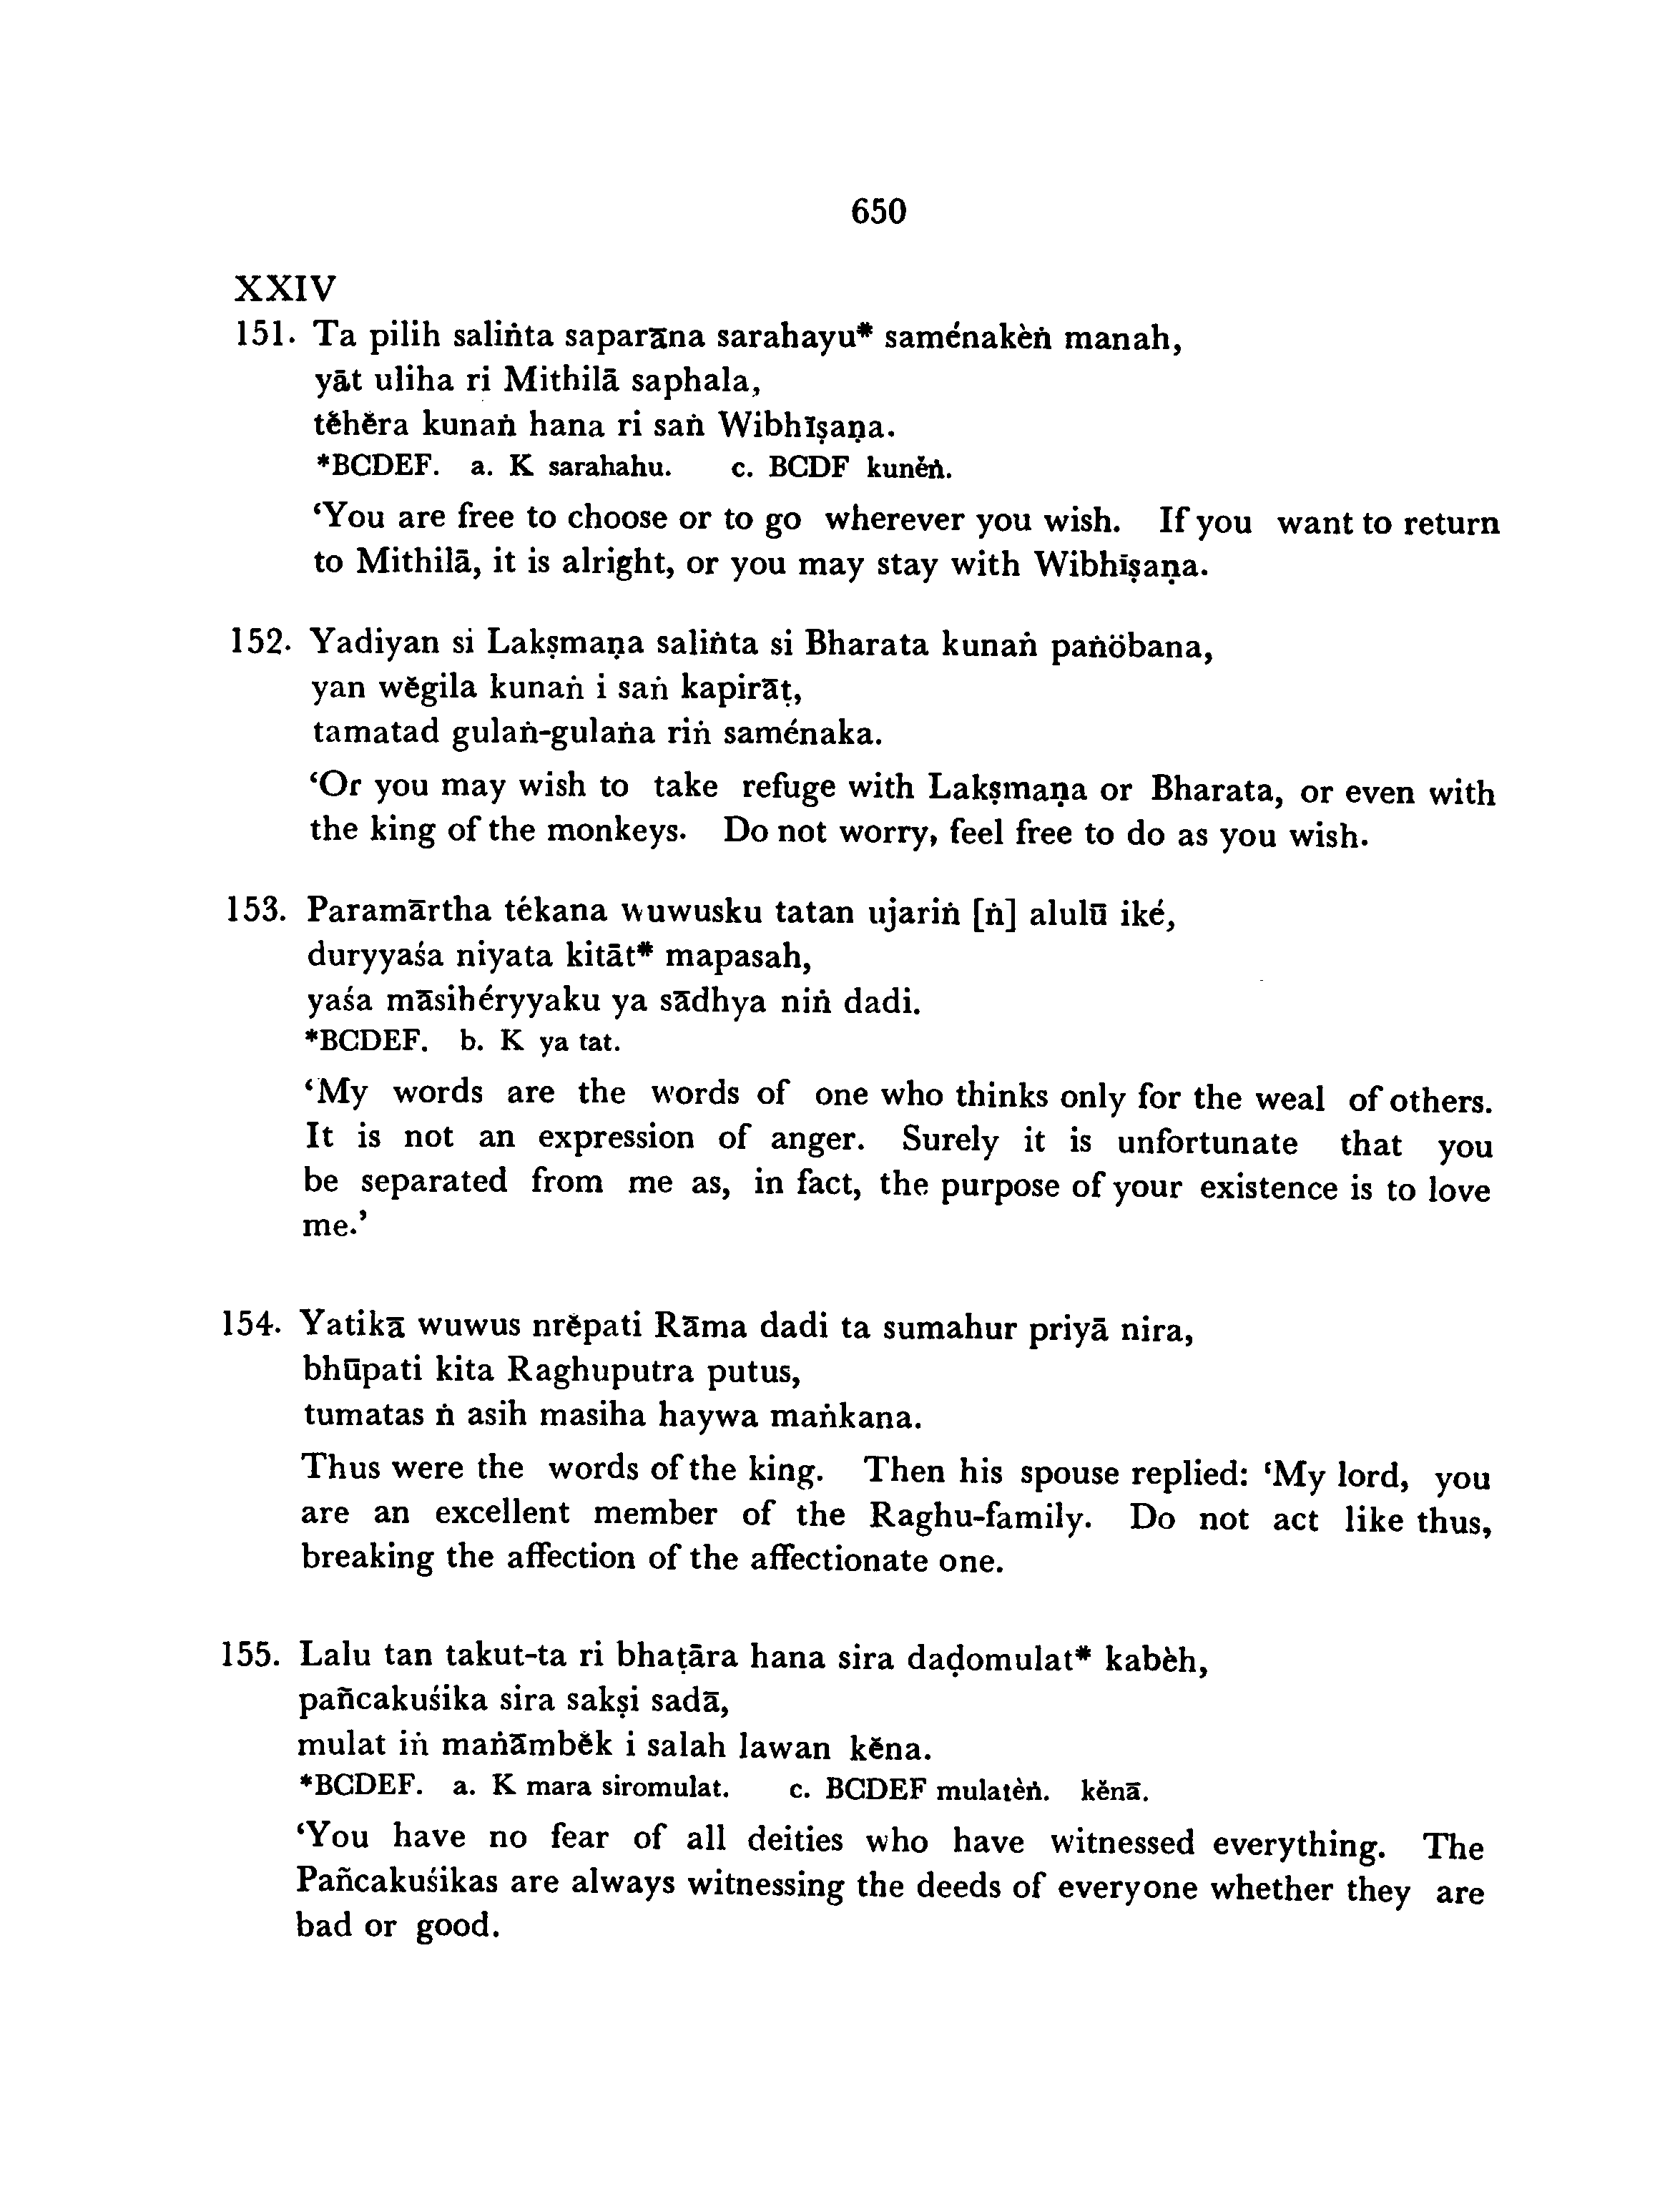 650
XXIV
151. Ta pilih saliṅta saparāna sarahayu* saménakèṅ manah,
yāt uliha ri Mithilā saphala,
tĕhĕra kunaṅ hana ri saṅ Wibhīṣaṇa.
*BCDEF. a. K sarahahu. c. BCDF kunĕṅ.
‘You are free to choose or to go wherever you wish. If you want to return
to Mithilā, it is alright, or you may stay with Wibhīṣaṇa.
152. Yadiyan si Lakṣmaṇa saliṅta si Bharata kunaṅ paṅöbana,
yan wĕgila kunaṅ i saṅ kapirāṭ,
tamatad gulaṅ-gulaṅa riṅ saménaka.
‘Or you may wish to take refuge with Lakṣmaṇa or Bharata, or even with
the king of the monkeys. Do not worry, feel free to do as you wish.
153. Paramārtha tékana wuwusku tatan ujariṅ [ṅ] alulū iké,
duryyaśa niyata kitāt* mapasah,
yaśa māsihéryyaku ya sādhya niṅ dadi.
*BCDEF. b. K ya tat.
‘My words are the words of one who thinks only for the weal of others.
It is not an expression of anger. Surely it is unfortunate that you
be separated from me as, in fact, the purpose of your existence is to love
me.’
154. Yatikā wuwus nrĕpati Rāma dadi ta sumahur priyā nira,
bhūpati kita Raghuputra putus,
tumatas ṅ asih masiha haywa maṅkana.
Thus were the words of the king. Then his spouse replied: ‘My lord, you
are an excellent member of the Raghu-family. Do not act like thus,
breaking the affection of the affectionate one.
155. Lalu tan takut-ta ri bhaṭāra hana sira daḍomulat* kabèh,
pañcakuśika sira sakṣi sadā,
mulat iṅ maṅāmbĕk i salah lawan kĕna.
*BCDEF. a. K mara siromulat. c. BCDEF mulatèṅ. kĕnā.
‘You have no fear of all deities who have witnessed everything. The
Pañcakuśikas are always witnessing the deeds of everyone whether they are
bad or good.